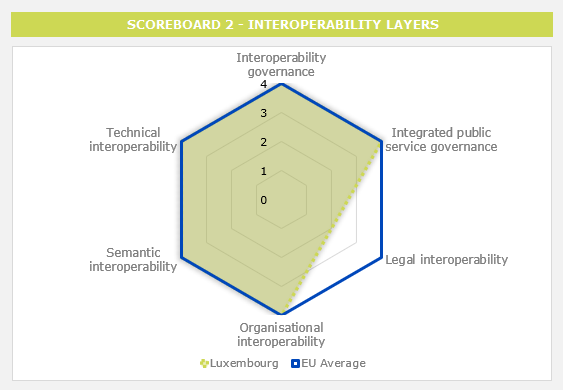 SCOREBOARD 2 - INTEROPERABILITY LAYERS
Interoperability
governance
4
3
2
1
0
Integrated public
service governance
Legal interoperability
Organisational
interoperability
Semantic
interoperability
Technical
interoperability
Luxembourg EU Average